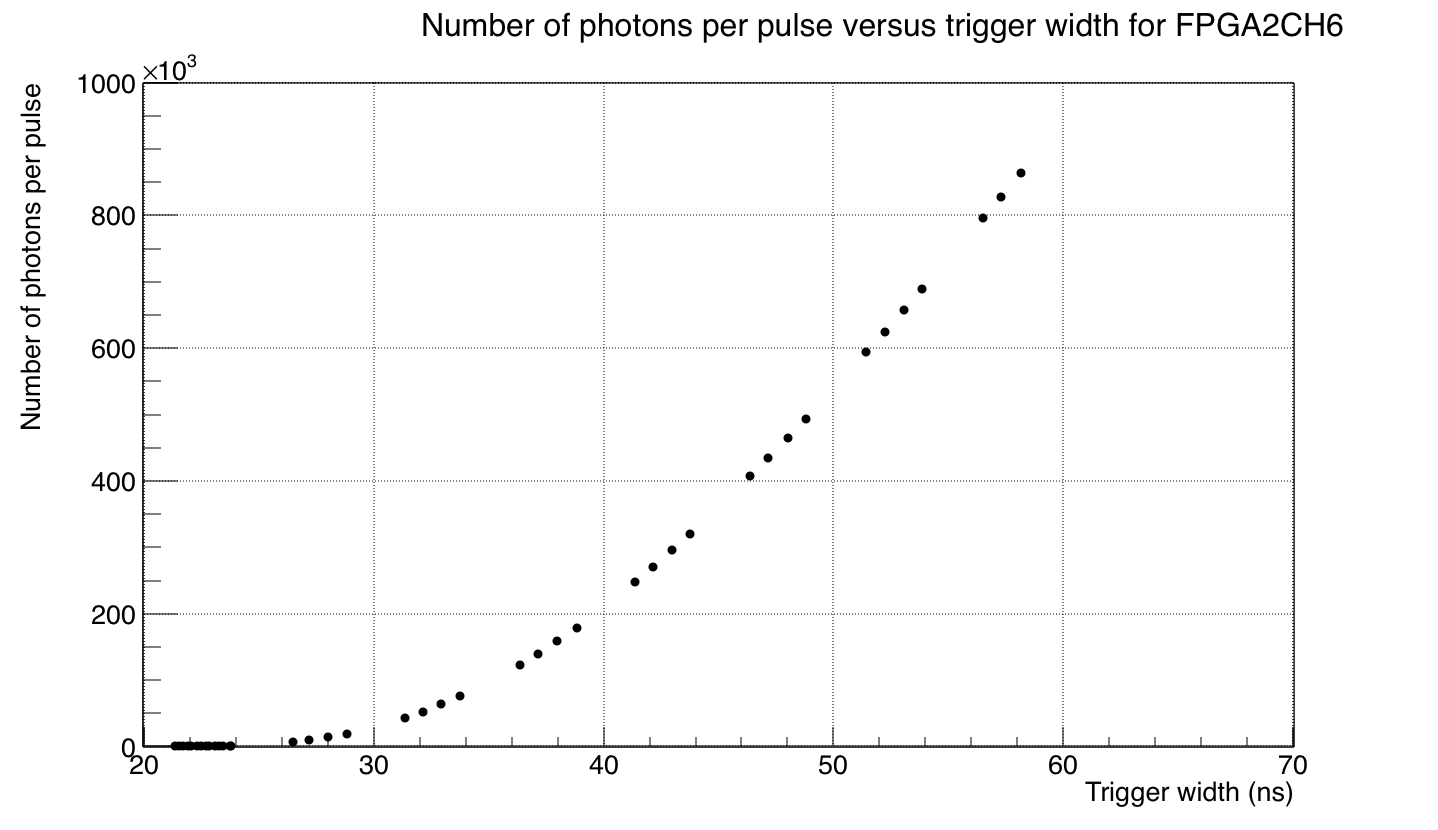 Number of photons per pulse versus trigger width for FPGA2CH6
×10³
Number of photons per pulse
1000
800
600
400
200
0
20 30 40 50 60 70
Trigger width (ns)